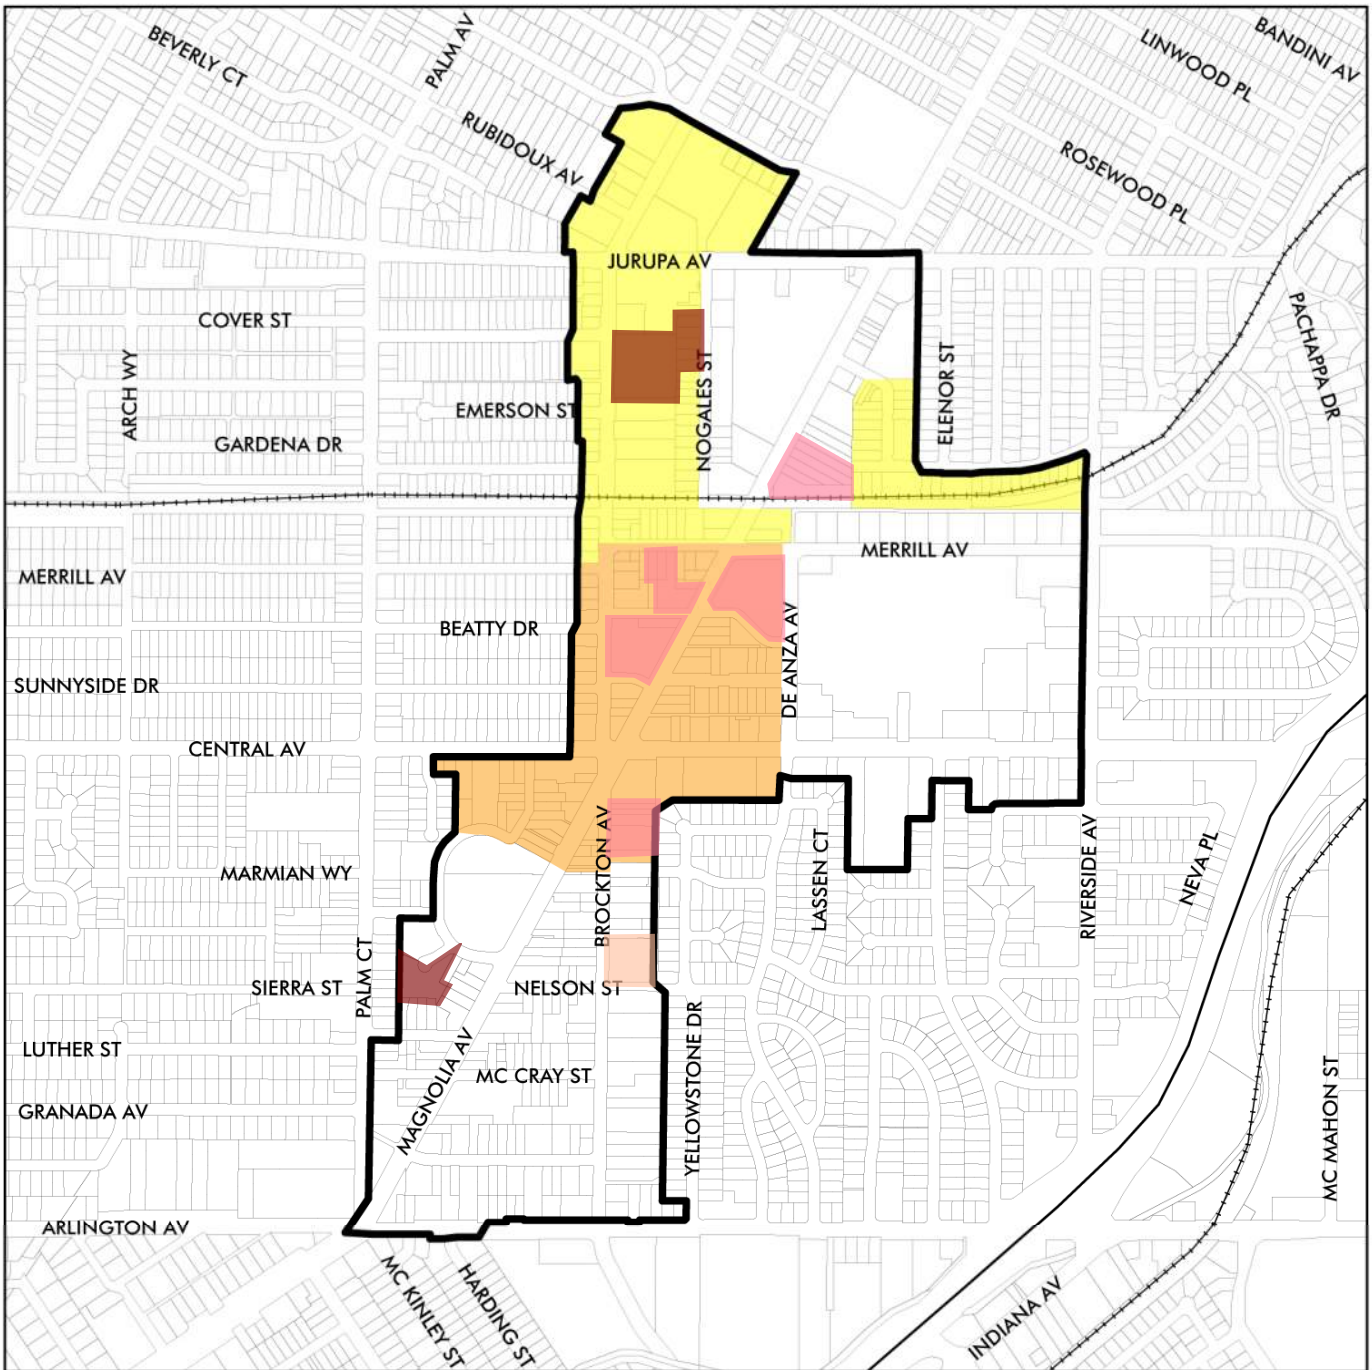 BANDINI AV
BEVERLY CT
PALM AV
LINWOOD PL
RUBIDOUX AV
ROSEWOOD PL
JURUPA AV
COVER ST
PACHAPPA DR
ARCH WY
ELENOR ST
NOGALES ST
EMERSON ST
GARDENA DR
MERRILL AV
MERRILL AV
BEATTY DR
DE ANZA AV
SUNNYSIDE DR
CENTRAL AV
BROCKTON AV
LASSEN CT
RIVERSIDE AV
NEVA PL
MARMIAN WY
PALM CT
SIERRA ST
NELSON ST
LUTHER ST
MAGNOLIA AV
YELLOWSTONE DR
MC CRAY ST
MC MAHON ST
GRANADA AV
ARLINGTON AV
MC KINLEY ST
HARDING ST
INDIANA AV